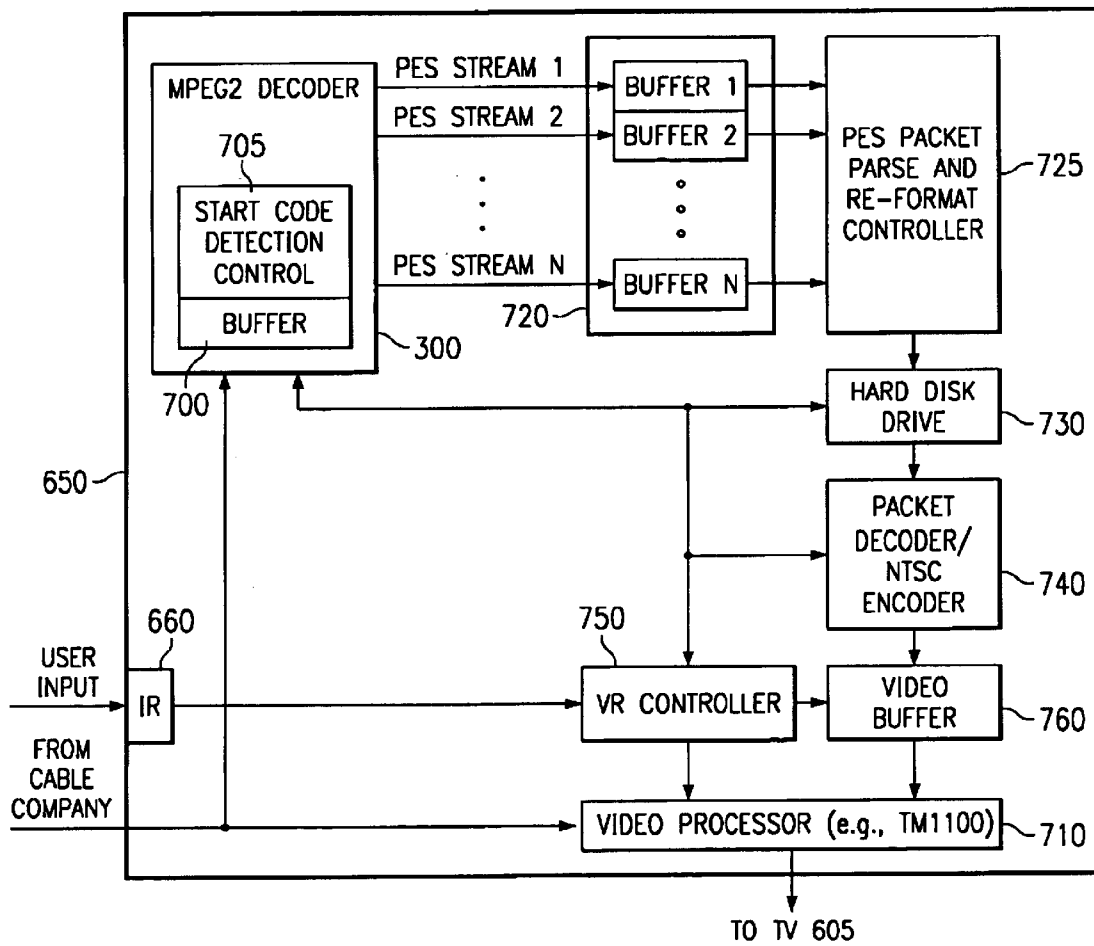 MPEG2 DECODER
705
START CODE
DETECTION
CONTROL
BUFFER
700
300
PES STREAM 1
PES STREAM 2
PES STREAM N
BUFFER 1
BUFFER 2
BUFFER N
720
PES PACKET
PARSE AND
RE-FORMAT
CONTROLLER
725
HARD DISK
DRIVE
730
650
PACKET
DECODER/
NTSC
ENCODER
740
660
USER
INPUT
IR
750
VR CONTROLLER
VIDEO
BUFFER
760
FROM
CABLE
COMPANY
VIDEO PROCESSOR (e.g., TM1100)
710
TO TV 605